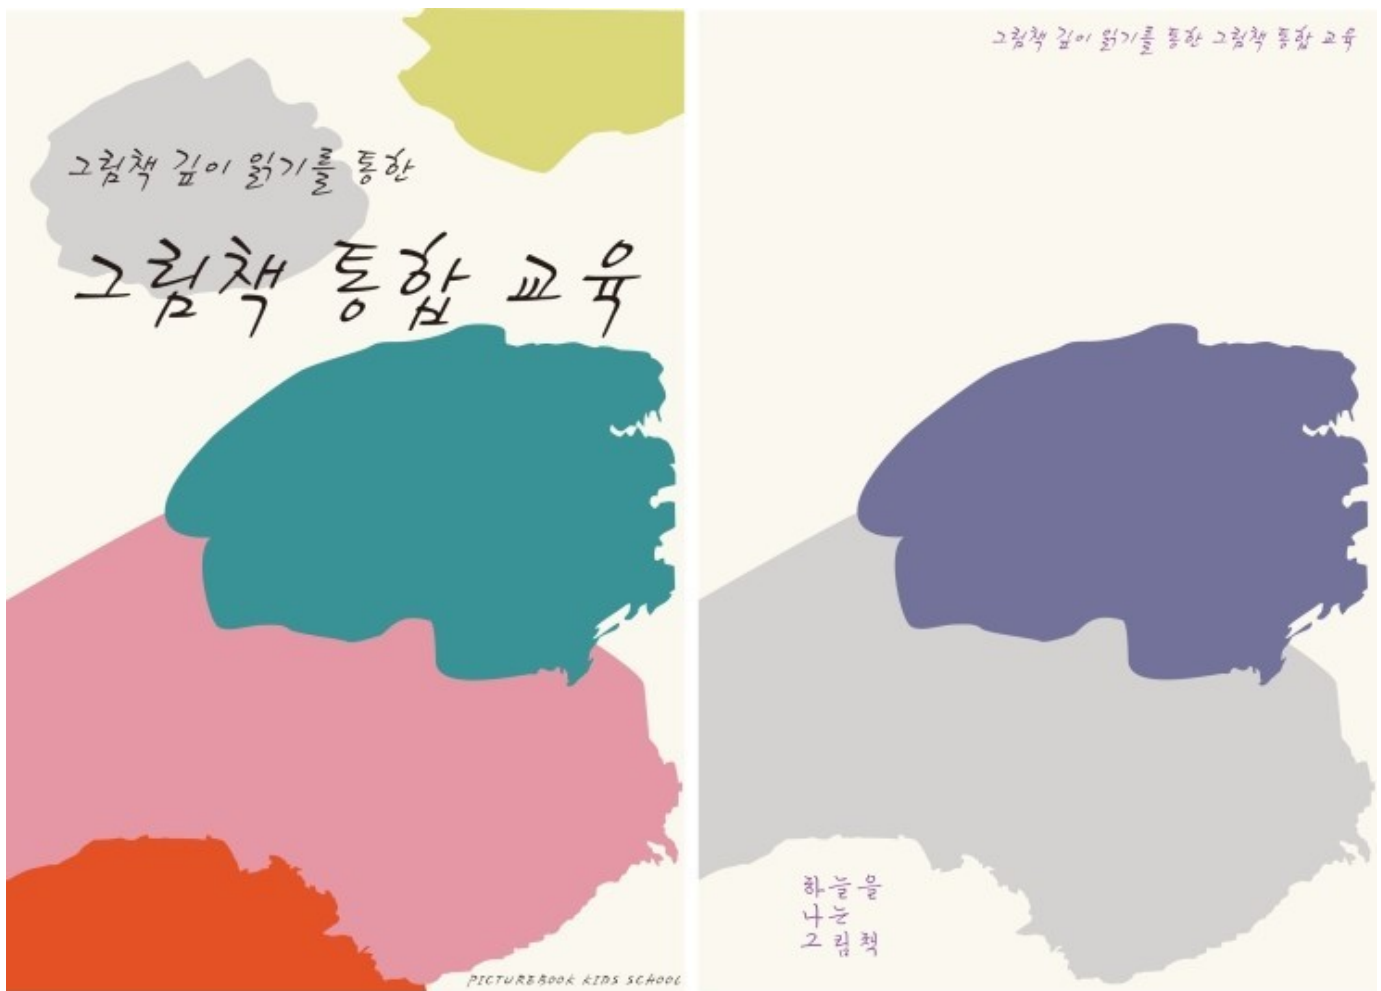 그림책 깊이 읽기를 통한
그림책 통합 교육
PICTUREBOOK KIDS SCHOOL
그림책 깊이 읽기를 통한 그림책 통합 교육
하늘을
나는
그림책